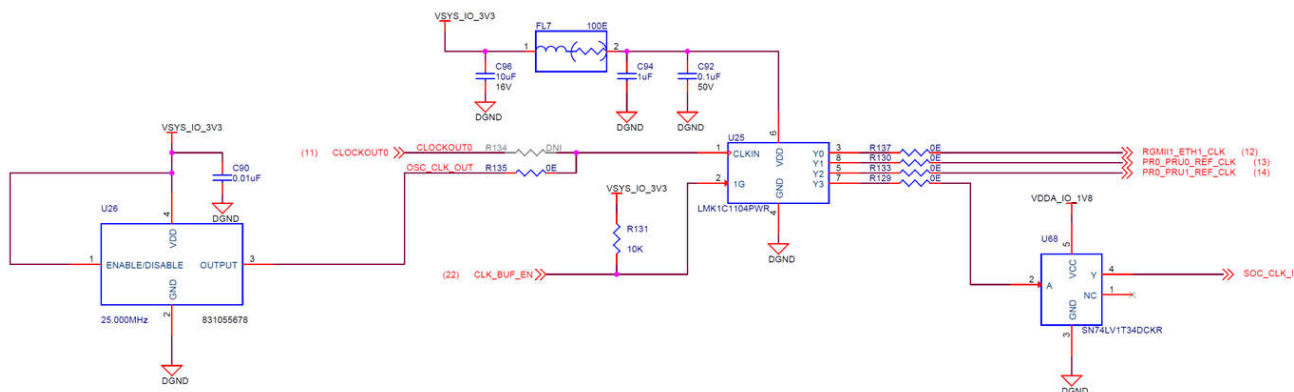 VSYS_IO_3V3
FL7 100E
1 2
C96
10uF
16V
C94
1uF
C92
0.1uF
50V
DGND
DGND
DGND
VSYS_IO_3V3
C90
0.01uF
DGND
U26
4
VDD
1 ENABLE/DISABLE OUTPUT 3
GND
2
25.000MHz 831055678
DGND
(11) CLOCKOUT0 CLOCKOUT0 R134 DNI
OSC_CLK_OUT R135 0E
VSYS_IO_3V3
R131
10K
(22) CLK_BUF_EN
U25
6
1 CLKIN VDD Y0 3
Y1 8
2 1G Y2 5
GND Y3 7
LMK1C1104PWR
4
DGND
R137 0E RGMII1_ETH1_CLK (12)
R130 0E PR0_PRU0_REF_CLK (13)
R133 0E PR0_PRU1_REF_CLK (14)
R129 0E
VDDA_IO_1V8
U68
5
VCC
2 A Y 4 SOC_CLK_I
NC 1
GND
3
SN74LV1T34DCKR
DGND